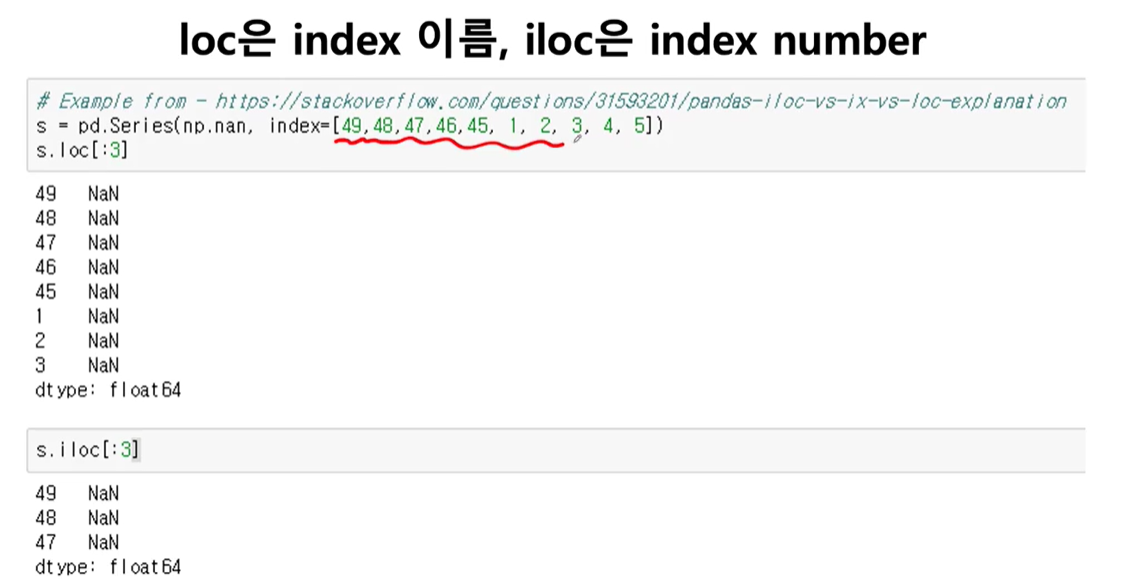 loc은 index 이름, iloc은 index number
# Example from - https://stackoverflow.com/questions/31593201/pandas-iloc-vs-ix-vs-loc-explanation
s = pd.Series(np.nan, index=[49,48,47,46,45, 1, 2, 3, 4, 5])
s.loc[:3]
49 NaN
48 NaN
47 NaN
46 NaN
45 NaN
1 NaN
2 NaN
3 NaN
dtype: float64
s.iloc[:3]
49 NaN
48 NaN
47 NaN
dtype: float64